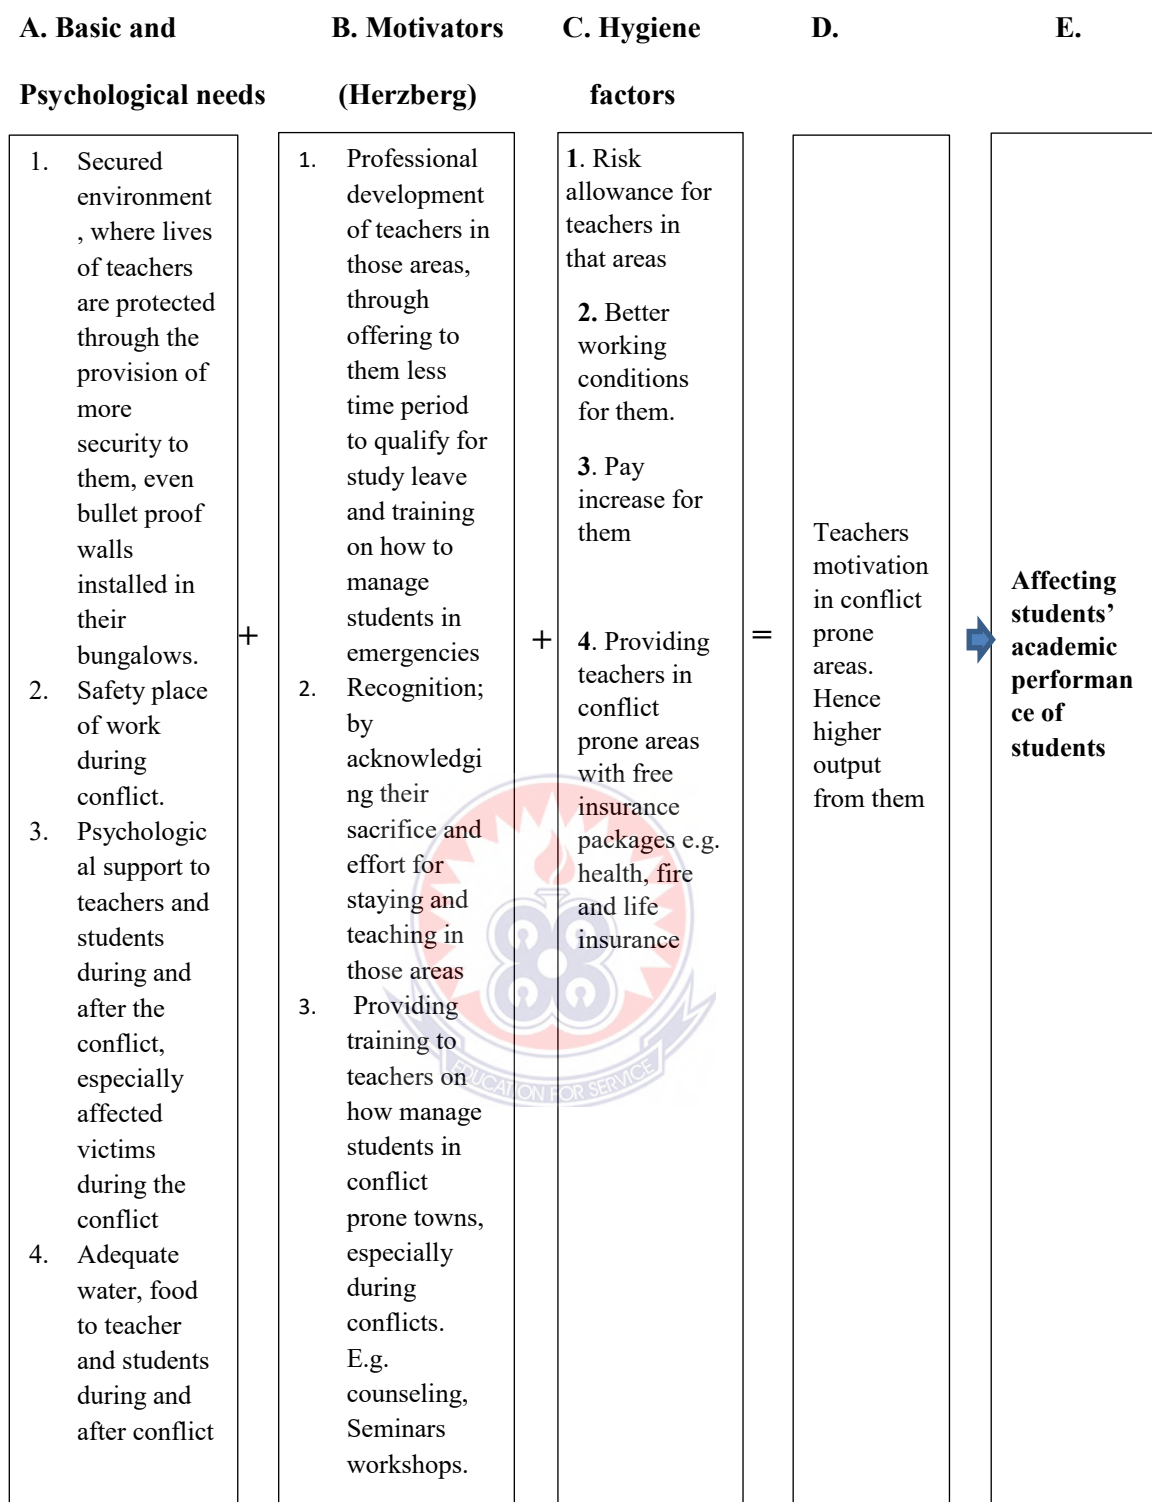 A. Basic and
Psychological needs
B. Motivators
(Herzberg)
C. Hygiene
factors
D.
E.
1. Secured
environment
, where lives
of teachers
are protected
through the
provision of
more
security to
them, even
bullet proof
walls
installed in
their
bungalows.
2. Safety place
of work
during
conflict.
3. Psychologic
al support to
teachers and
students
during and
after the
conflict,
especially
affected
victims
during the
conflict
4. Adequate
water, food
to teacher
and students
during and
after conflict
+
1. Professional
development
of teachers in
those areas,
through
offering to
them less
time period
to qualify for
study leave
and training
on how to
manage
students in
emergencies
2. Recognition;
by
acknowledgi
ng their
sacrifice and
effort for
staying and
teaching in
those areas
3. Providing
training to
teachers on
how manage
students in
conflict
prone towns,
especially
during
conflicts.
E.g.
counseling,
Seminars
workshops.
+
1. Risk
allowance for
teachers in
that areas
2. Better
working
conditions
for them.
3. Pay
increase for
them
4. Providing
teachers in
conflict
prone areas
with free
insurance
packages e.g.
health, fire
and life
insurance
=
Teachers
motivation
in conflict
prone
areas.
Hence
higher
output
from them
Affecting
students’
academic
performan
ce of
students
EDUCATION FOR SERVICE